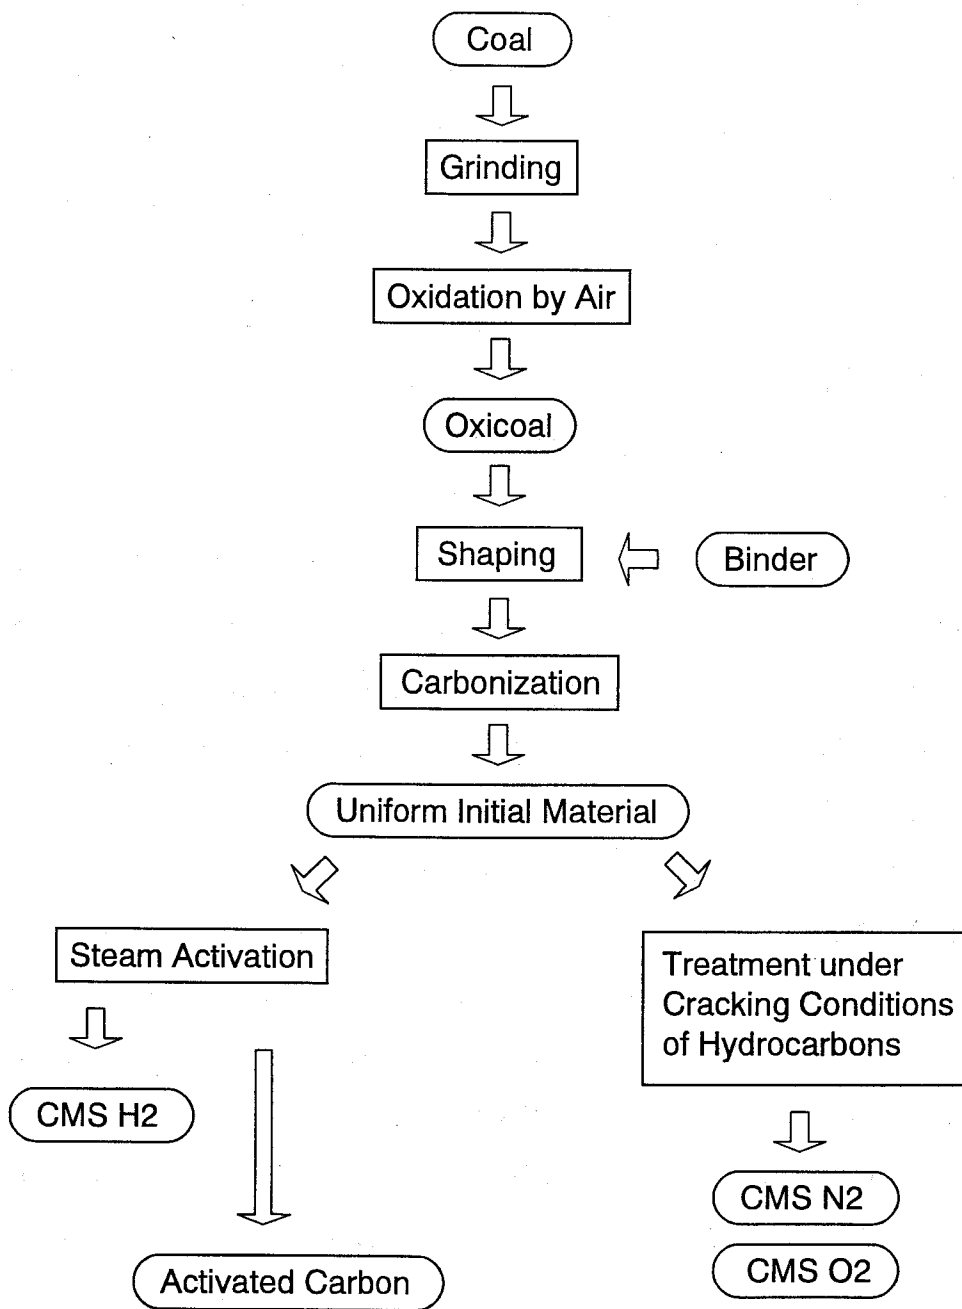 Coal
Grinding
Oxidation by Air
Oxicoal
Shaping
Binder
Carbonization
Uniform Initial Material
Steam Activation
Treatment under
Cracking Conditions
of Hydrocarbons
CMS H2
CMS N2
CMS O2
Activated Carbon